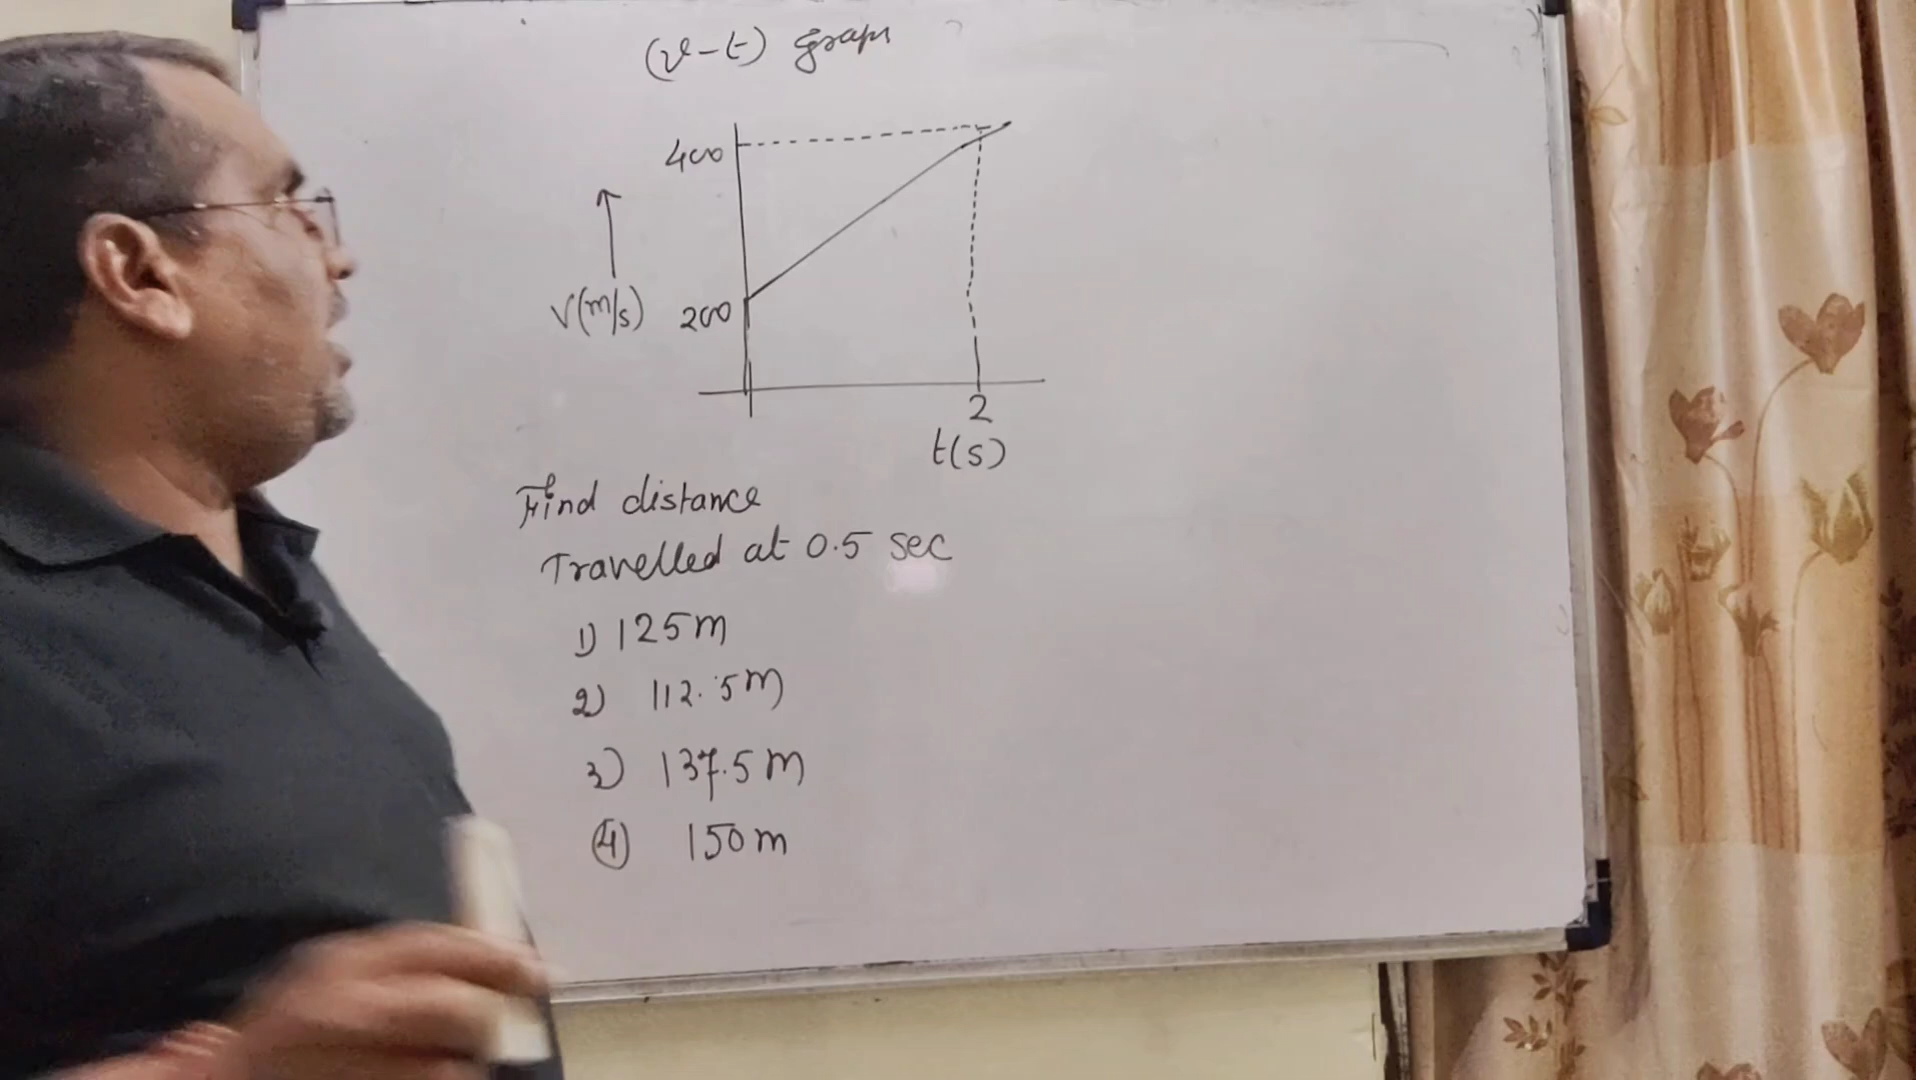 (v-t) graph
400
V(m/s)
200
2
t(s)
Find distance
Travelled at 0.5 sec
1) 125m
2) 112.5m
3) 137.5m
4) 150m